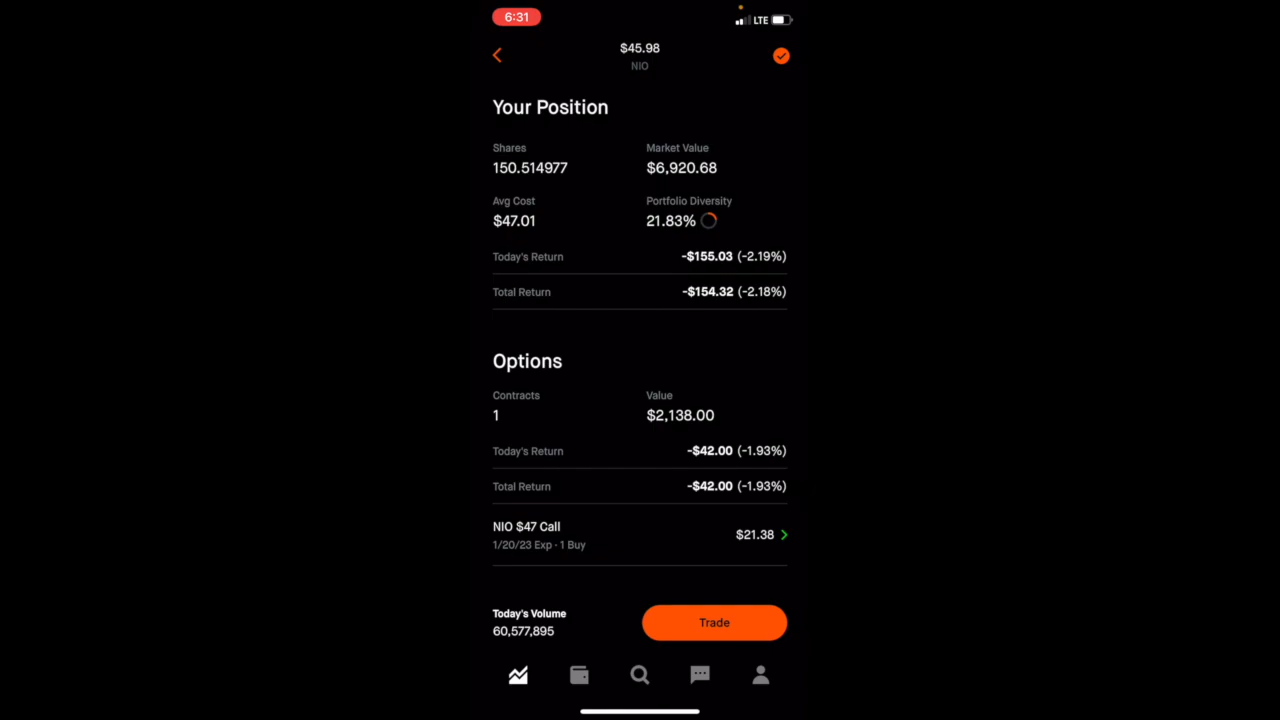 6:31
LTE
$45.98
NIO
Your Position
Shares
Market Value
150.514977
$6,920.68
Avg Cost
Portfolio Diversity
$47.01
21.83%
Today's Return
-$155.03 (-2.19%)
Total Return
-$154.32 (-2.18%)
Options
Contracts
Value
1
$2,138.00
Today's Return
-$42.00 (-1.93%)
Total Return
-$42.00 (-1.93%)
NIO $47 Call
$21.38
1/20/23 Exp · 1 Buy
Today's Volume
60,577,895
Trade